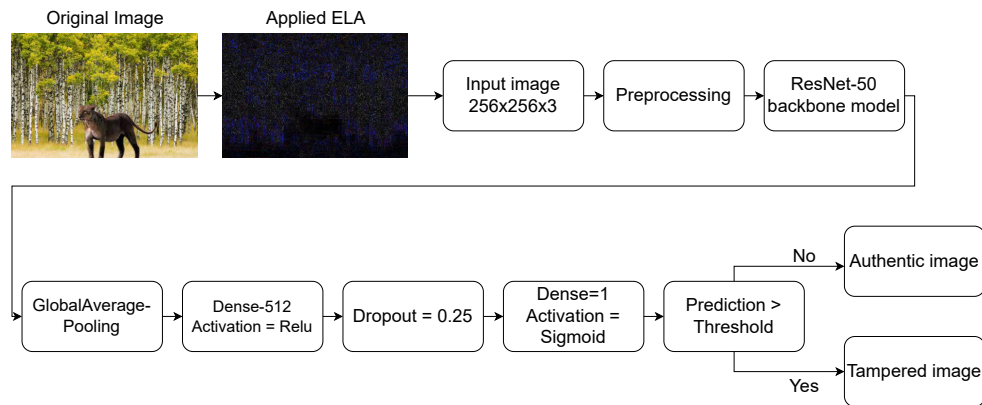 Original Image
Applied ELA
Input image
256x256x3
Preprocessing
ResNet-50
backbone model
GlobalAverage-
Pooling
Dense-512
Activation = Relu
Dropout = 0.25
Dense=1
Activation =
Sigmoid
Prediction >
Threshold
No
Authentic image
Yes
Tampered image